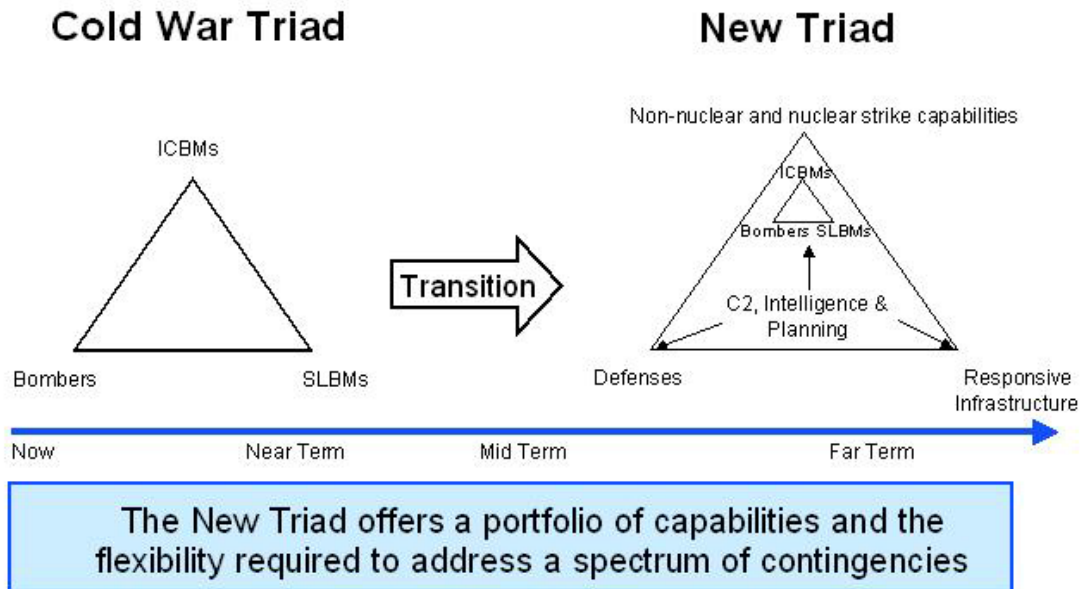 Cold War Triad
New Triad
ICBMs
Bombers
SLBMs
Transition
Non-nuclear and nuclear strike capabilities
ICBMs
Bombers SLBMs
C2, Intelligence &
Planning
Defenses
Responsive
Infrastructure
Now
Near Term
Mid Term
Far Term
The New Triad offers a portfolio of capabilities and the
flexibility required to address a spectrum of contingencies